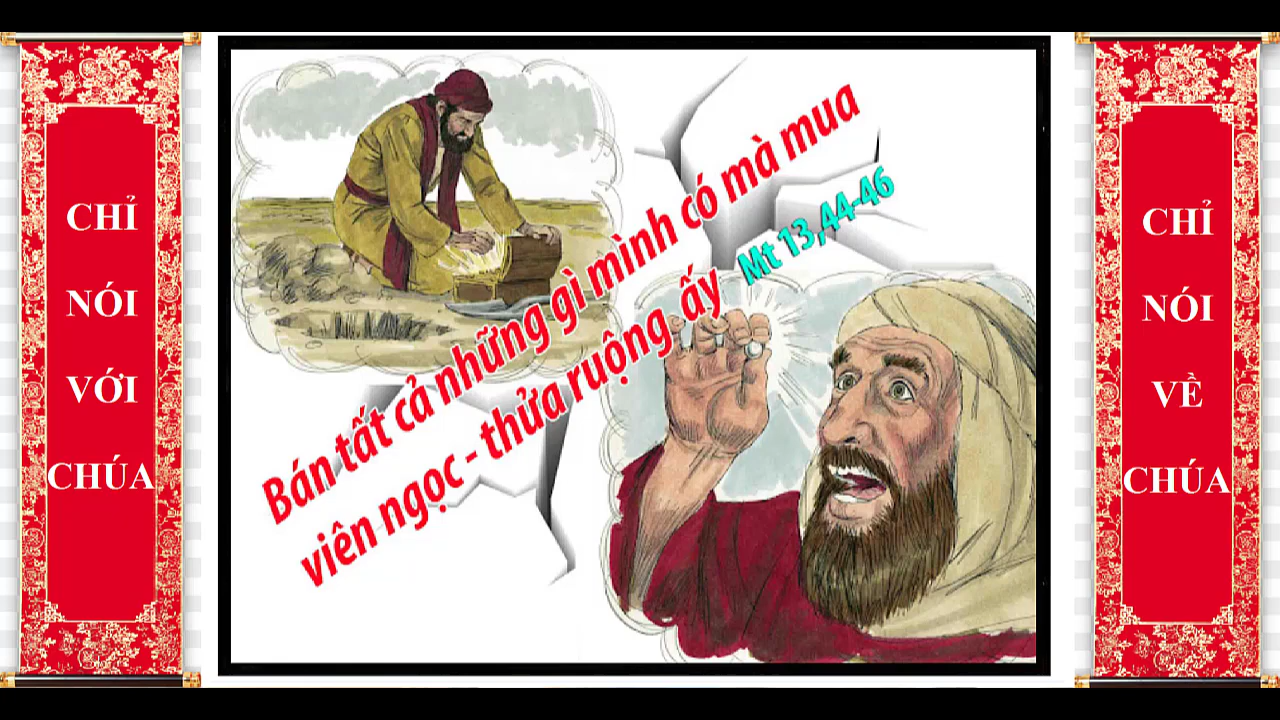 CHỈ
NÓI
VỚI
CHÚA
Bán tất cả những gì mình có mà mua
viên ngọc - thửa ruộng ấy
Mt 13,44-46
CHỈ
NÓI
VỀ
CHÚA